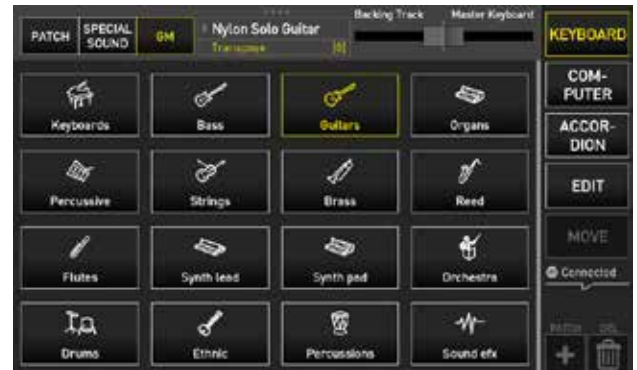 Backing Track Master Keyboard
PATCH SPECIAL SOUND GM Nylon Solo Guitar KEYBOARD
Transpose [0]
COM-
PUTER
Keyboards Bass Guitars Organs
ACCOR-
DION
EDIT
Percussive Strings Brass Reed
MOVE
Flutes Synth lead Synth pad Orchestra
Connected
PATCH DEL
Drums Ethnic Percussions Sound efx